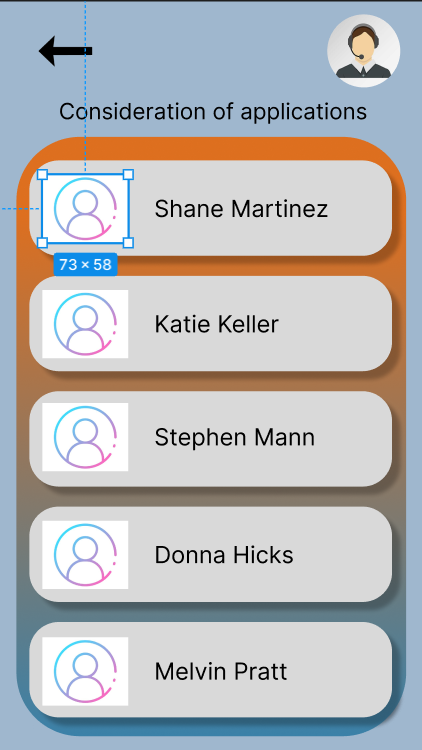 Consideration of applications
Shane Martinez
73 × 58
Katie Keller
Stephen Mann
Donna Hicks
Melvin Pratt